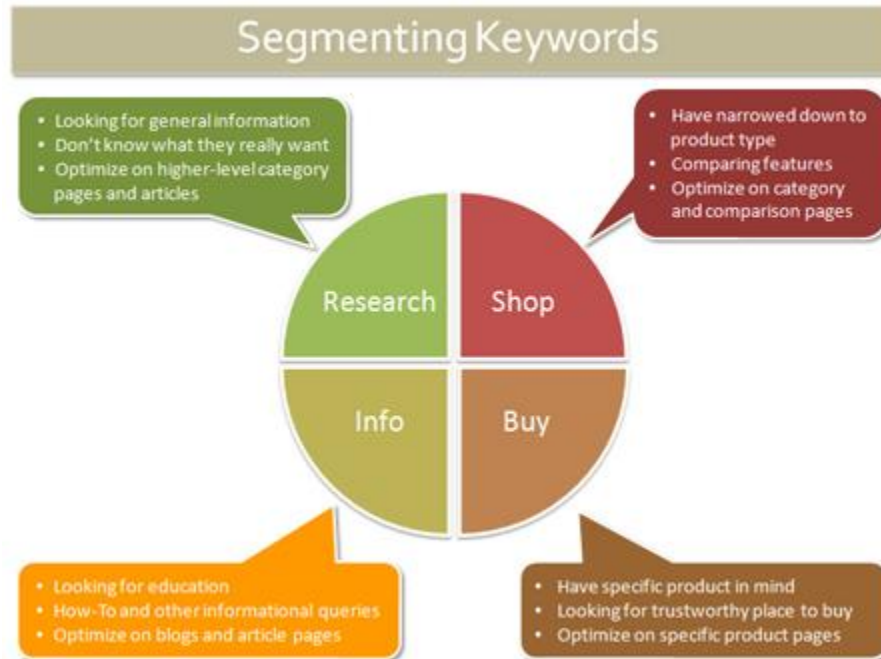 Segmenting Keywords
• Looking for general information
• Don't know what they really want
• Optimize on higher-level category
pages and articles
• Have narrowed down to
product type
• Comparing features
• Optimize on category
and comparison pages
Research
Shop
Info
Buy
• Looking for education
• How-To and other informational queries
• Optimize on blogs and article pages
• Have specific product in mind
• Looking for trustworthy place to buy
• Optimize on specific product pages